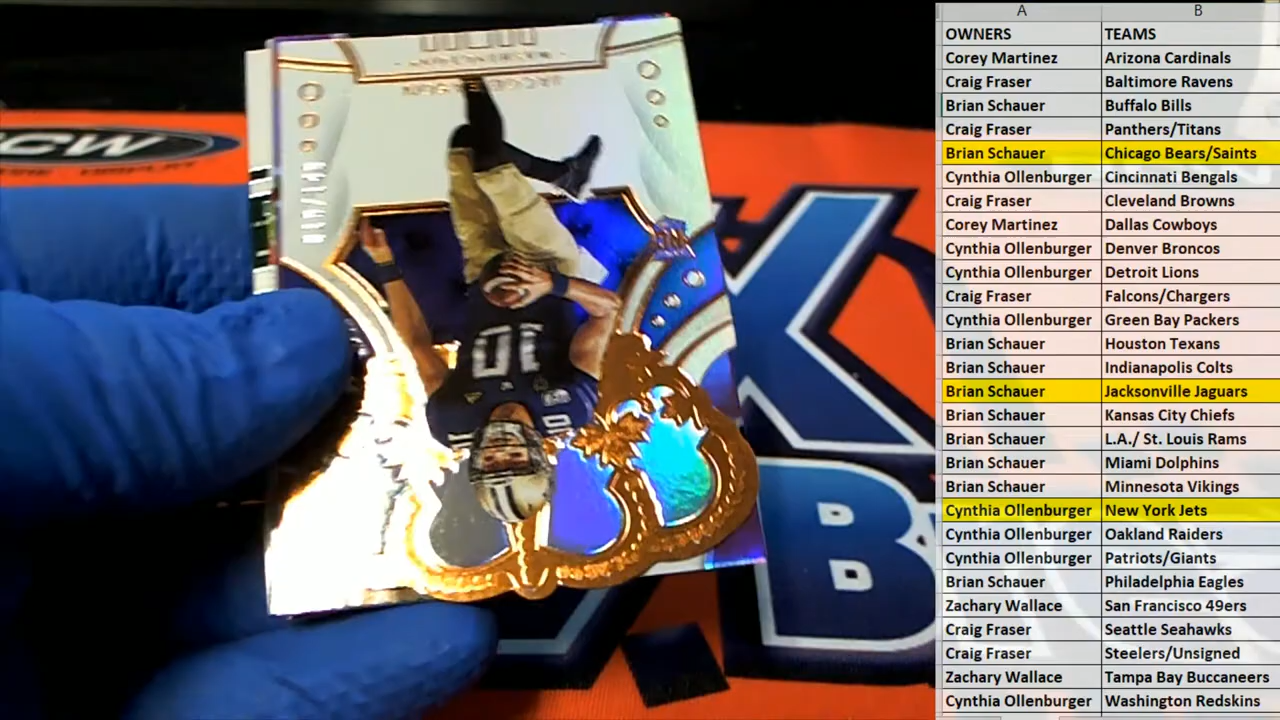 A B
OWNERS TEAMS
Corey Martinez Arizona Cardinals
Craig Fraser Baltimore Ravens
Brian Schauer Buffalo Bills
Craig Fraser Panthers/Titans
Brian Schauer Chicago Bears/Saints
Cynthia Ollenburger Cincinnati Bengals
Craig Fraser Cleveland Browns
Corey Martinez Dallas Cowboys
Cynthia Ollenburger Denver Broncos
Cynthia Ollenburger Detroit Lions
Craig Fraser Falcons/Chargers
Cynthia Ollenburger Green Bay Packers
Brian Schauer Houston Texans
Brian Schauer Indianapolis Colts
Brian Schauer Jacksonville Jaguars
Brian Schauer Kansas City Chiefs
Brian Schauer L.A./ St. Louis Rams
Brian Schauer Miami Dolphins
Brian Schauer Minnesota Vikings
Cynthia Ollenburger New York Jets
Cynthia Ollenburger Oakland Raiders
Cynthia Ollenburger Patriots/Giants
Brian Schauer Philadelphia Eagles
Zachary Wallace San Francisco 49ers
Craig Fraser Seattle Seahawks
Craig Fraser Steelers/Unsigned
Zachary Wallace Tampa Bay Buccaneers
Cynthia Ollenburger Washington Redskins
10
K
B